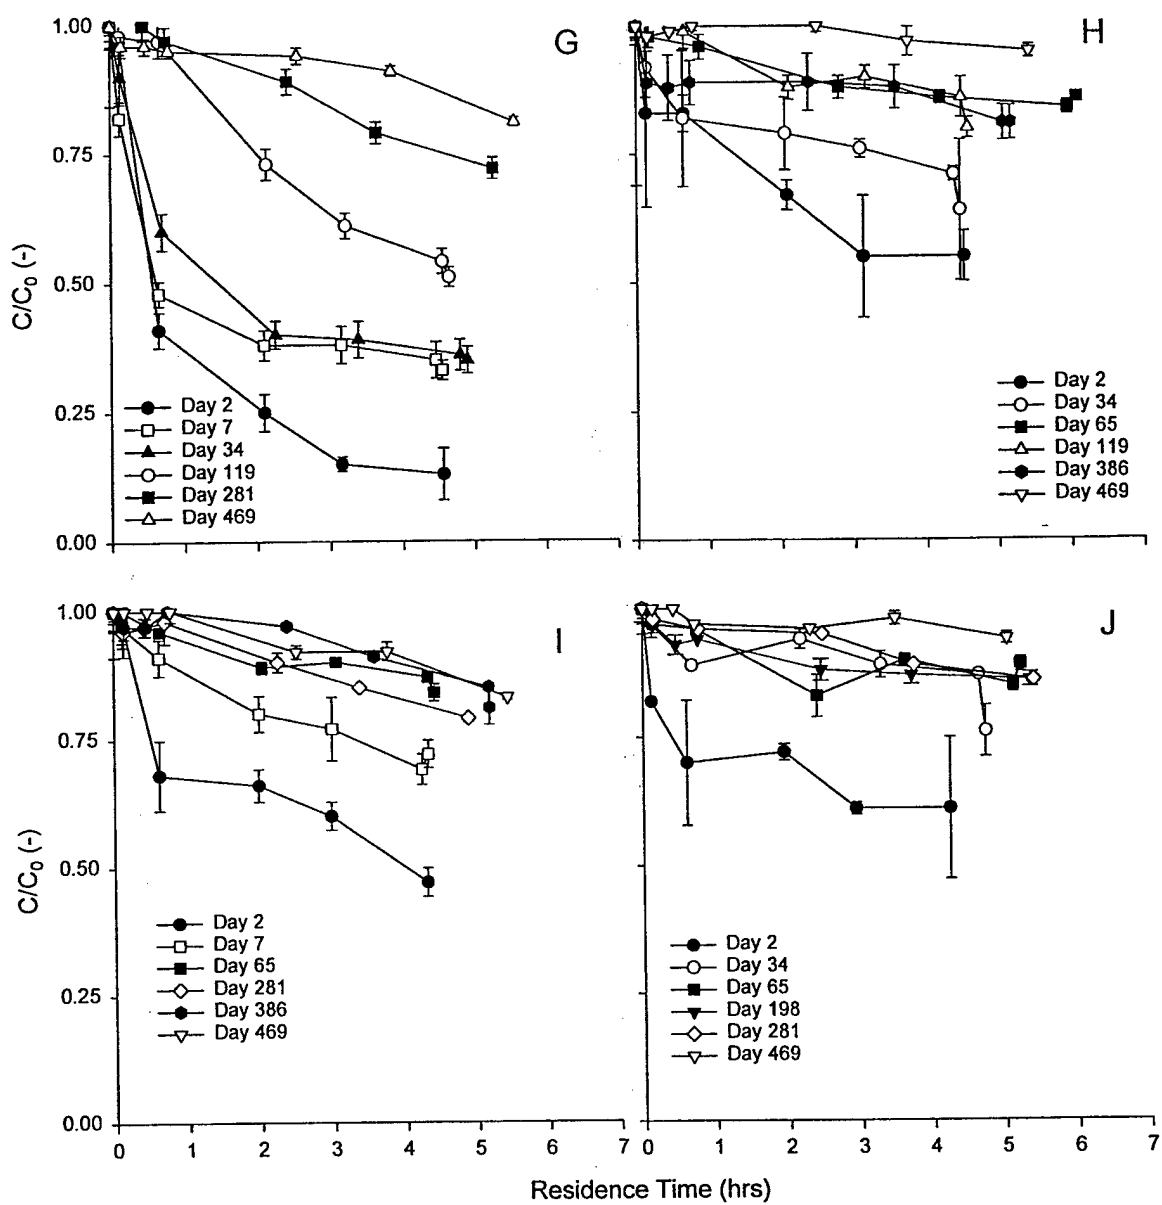 G
H
1.00
0.75
0.50
0.25
0.00
C/C0 (-)
Day 2
Day 7
Day 34
Day 119
Day 281
Day 469
Day 2
Day 34
Day 65
Day 119
Day 386
Day 469
I
J
1.00
0.75
0.50
0.25
0.00
C/C0 (-)
Day 2
Day 7
Day 65
Day 281
Day 386
Day 469
Day 2
Day 34
Day 65
Day 198
Day 281
Day 469
0 1 2 3 4 5 6 7 0 1 2 3 4 5 6 7
Residence Time (hrs)